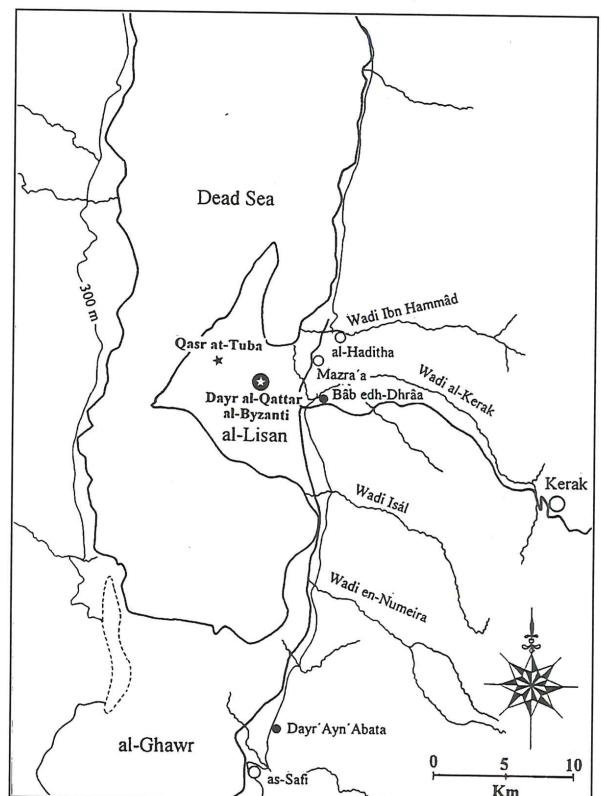 Dead Sea
300 m
Wadi Ibn Hammâd
Qasr at-Tuba
al-Haditha
Mazra´a
Wadi al-Kerak
Dayr al-Qattar
al-Byzanti
Bâb edh-Dhrâa
al-Lisan
Kerak
Wadi Isál
Wadi en-Numeira
Dayr´Ayn´Abata
al-Ghawr
as-Safi
0 5 10
Km